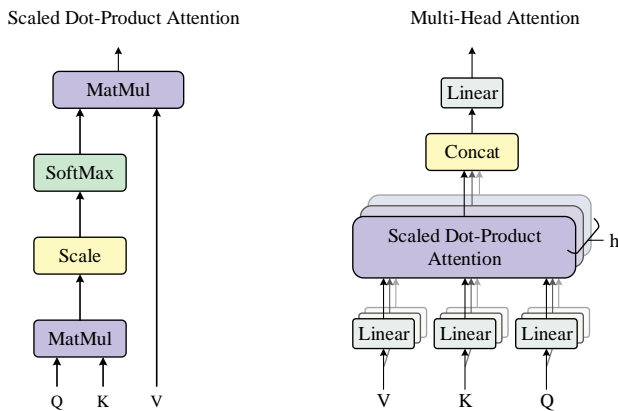 Scaled Dot-Product Attention
MatMul
SoftMax
Scale
MatMul
Q K V
Multi-Head Attention
Linear
Concat
Scaled Dot-Product
Attention
h
Linear Linear Linear
V K Q